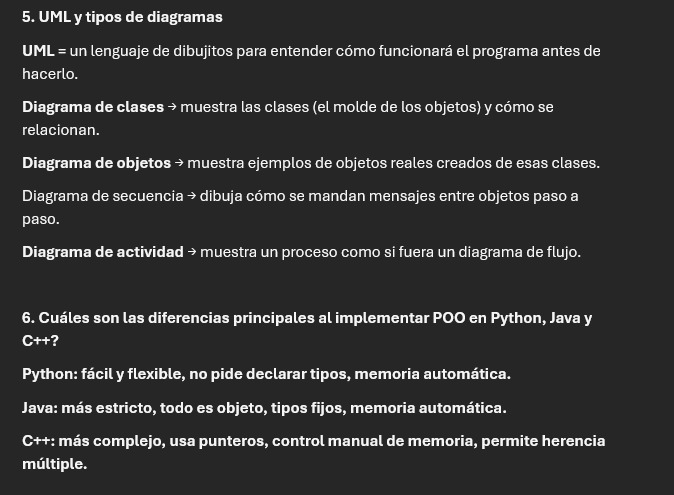 5. UML y tipos de diagramas
UML = un lenguaje de dibujitos para entender cómo funcionará el programa antes de
hacerlo.
Diagrama de clases → muestra las clases (el molde de los objetos) y cómo se
relacionan.
Diagrama de objetos → muestra ejemplos de objetos reales creados de esas clases.
Diagrama de secuencia → dibuja cómo se mandan mensajes entre objetos paso a
paso.
Diagrama de actividad → muestra un proceso como si fuera un diagrama de flujo.
6. Cuáles son las diferencias principales al implementar POO en Python, Java y
C++?
Python: fácil y flexible, no pide declarar tipos, memoria automática.
Java: más estricto, todo es objeto, tipos fijos, memoria automática.
C++: más complejo, usa punteros, control manual de memoria, permite herencia
múltiple.